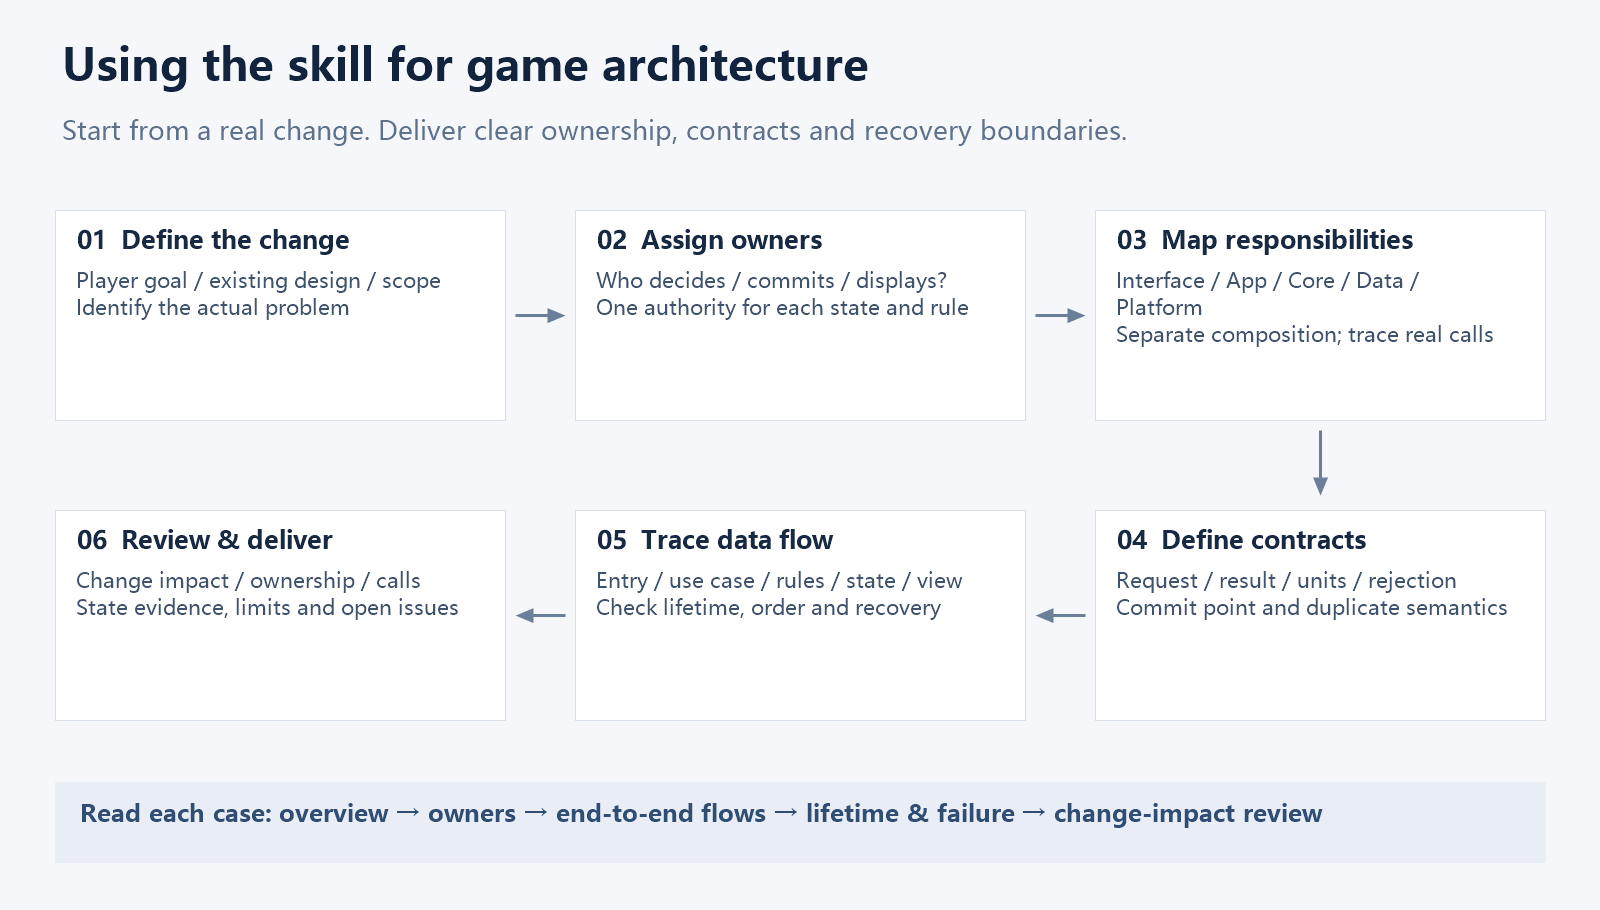 Using the skill for game architecture
Start from a real change. Deliver clear ownership, contracts and recovery boundaries.
01 Define the change
Player goal / existing design / scope
Identify the actual problem
02 Assign owners
Who decides / commits / displays?
One authority for each state and rule
03 Map responsibilities
Interface / App / Core / Data /
Platform
Separate composition; trace real calls
04 Define contracts
Request / result / units / rejection
Commit point and duplicate semantics
05 Trace data flow
Entry / use case / rules / state / view
Check lifetime, order and recovery
06 Review & deliver
Change impact / ownership / calls
State evidence, limits and open issues
Read each case: overview → owners → end-to-end flows → lifetime & failure → change-impact review